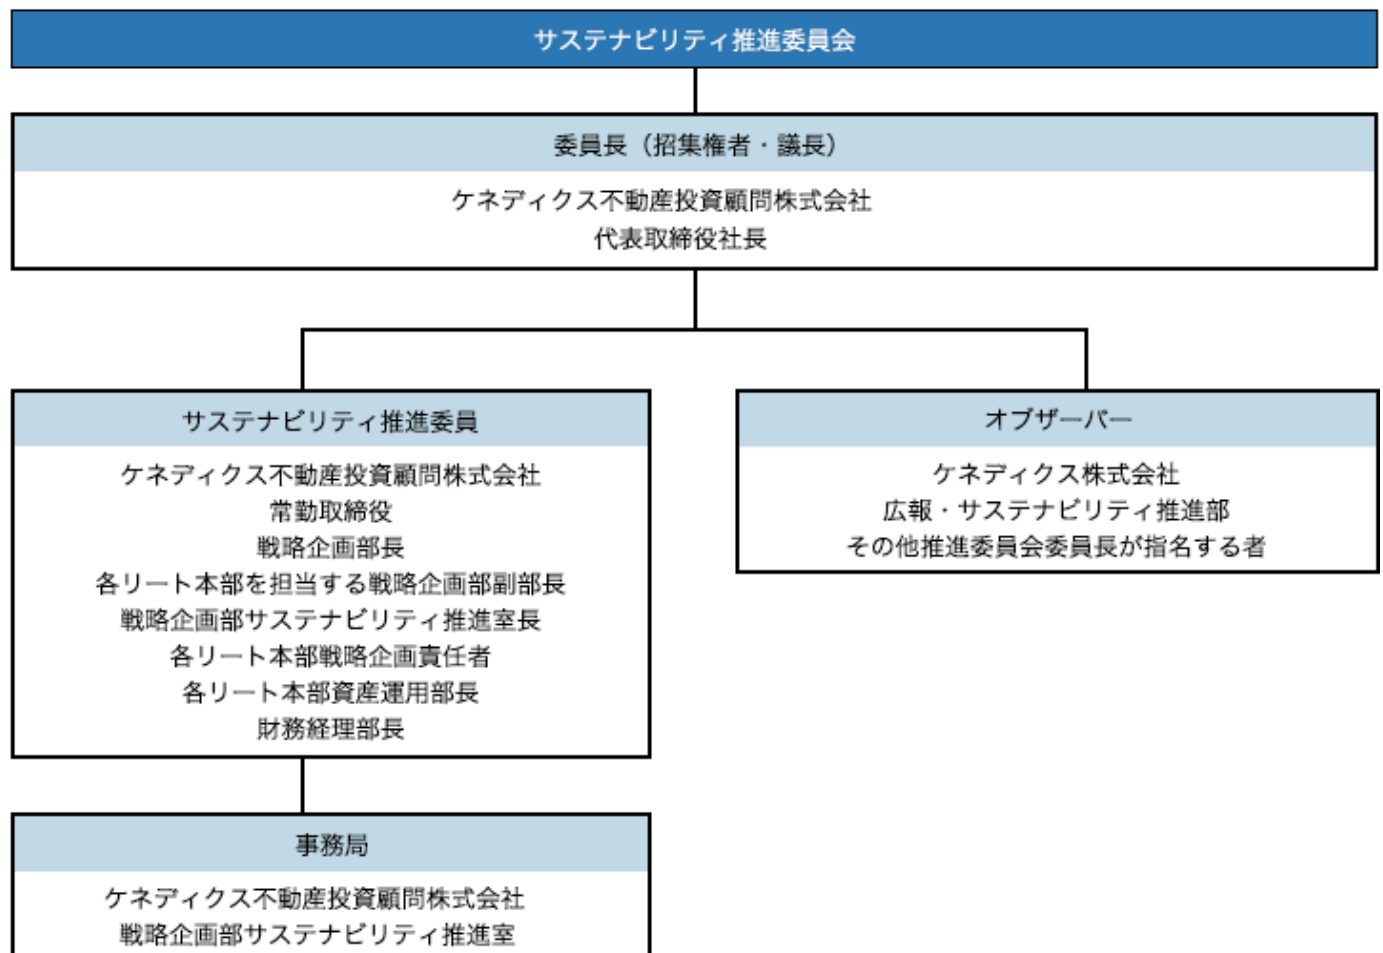 サステナビリティ推進委員会
委員長（招集権者・議長）
ケネディクス不動産投資顧問株式会社
代表取締役社長
サステナビリティ推進委員
ケネディクス不動産投資顧問株式会社
常勤取締役
戦略企画部長
各リート本部を担当する戦略企画部副部長
戦略企画部サステナビリティ推進室長
各リート本部戦略企画責任者
各リート本部資産運用部長
財務経理部長
オブザーバー
ケネディクス株式会社
広報・サステナビリティ推進部
その他推進委員会委員長が指名する者
事務局
ケネディクス不動産投資顧問株式会社
戦略企画部サステナビリティ推進室